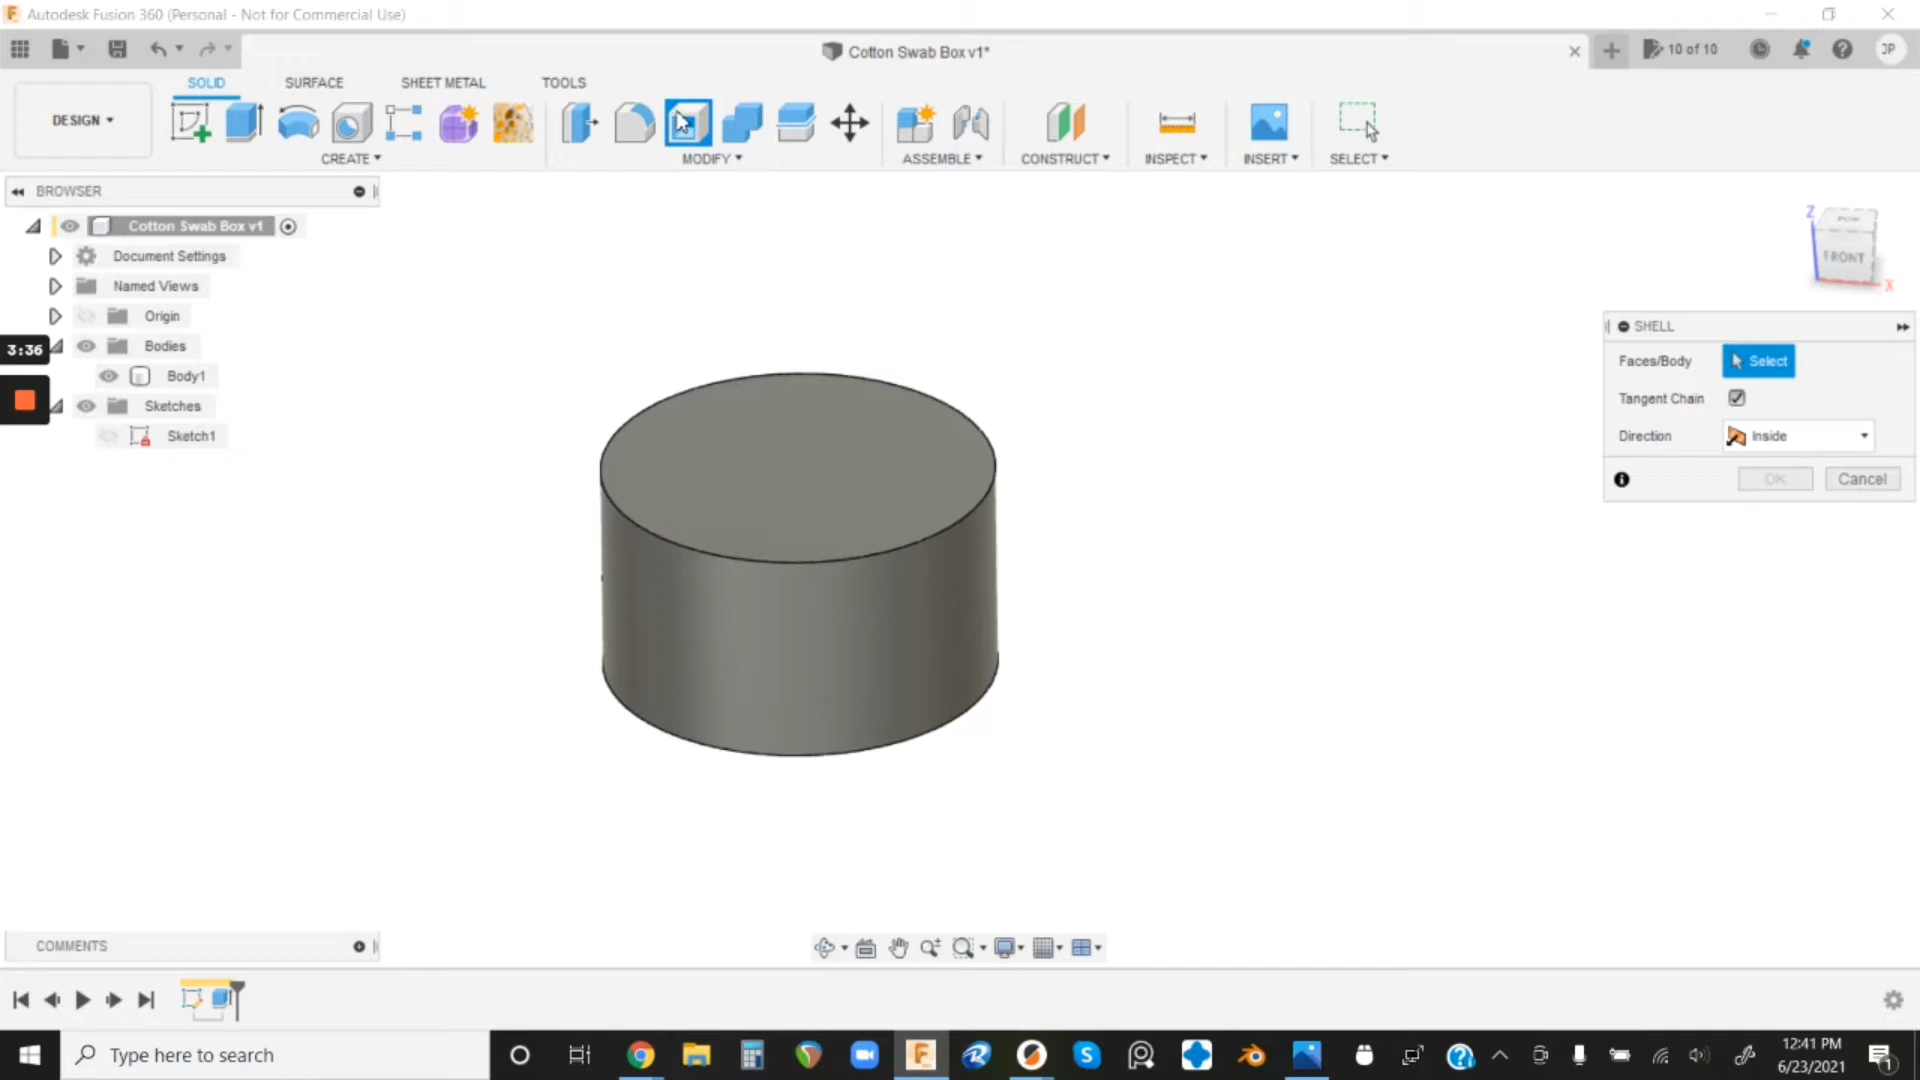 Autodesk Fusion 360 (Personal - Not for Commercial Use)
Cotton Swab Box v1*
10 of 10
JP
DESIGN
SOLID
SURFACE
SHEET METAL
TOOLS
CREATE
MODIFY
ASSEMBLE
CONSTRUCT
INSPECT
INSERT
SELECT
BROWSER
Cotton Swab Box v1
Document Settings
Named Views
Origin
3:36
Bodies
Body1
Sketches
Sketch1
Z
FRONT
X
SHELL
Faces/Body
Select
Tangent Chain
Direction
Inside
OK
Cancel
COMMENTS
Type here to search
12:41 PM
6/23/2021
1